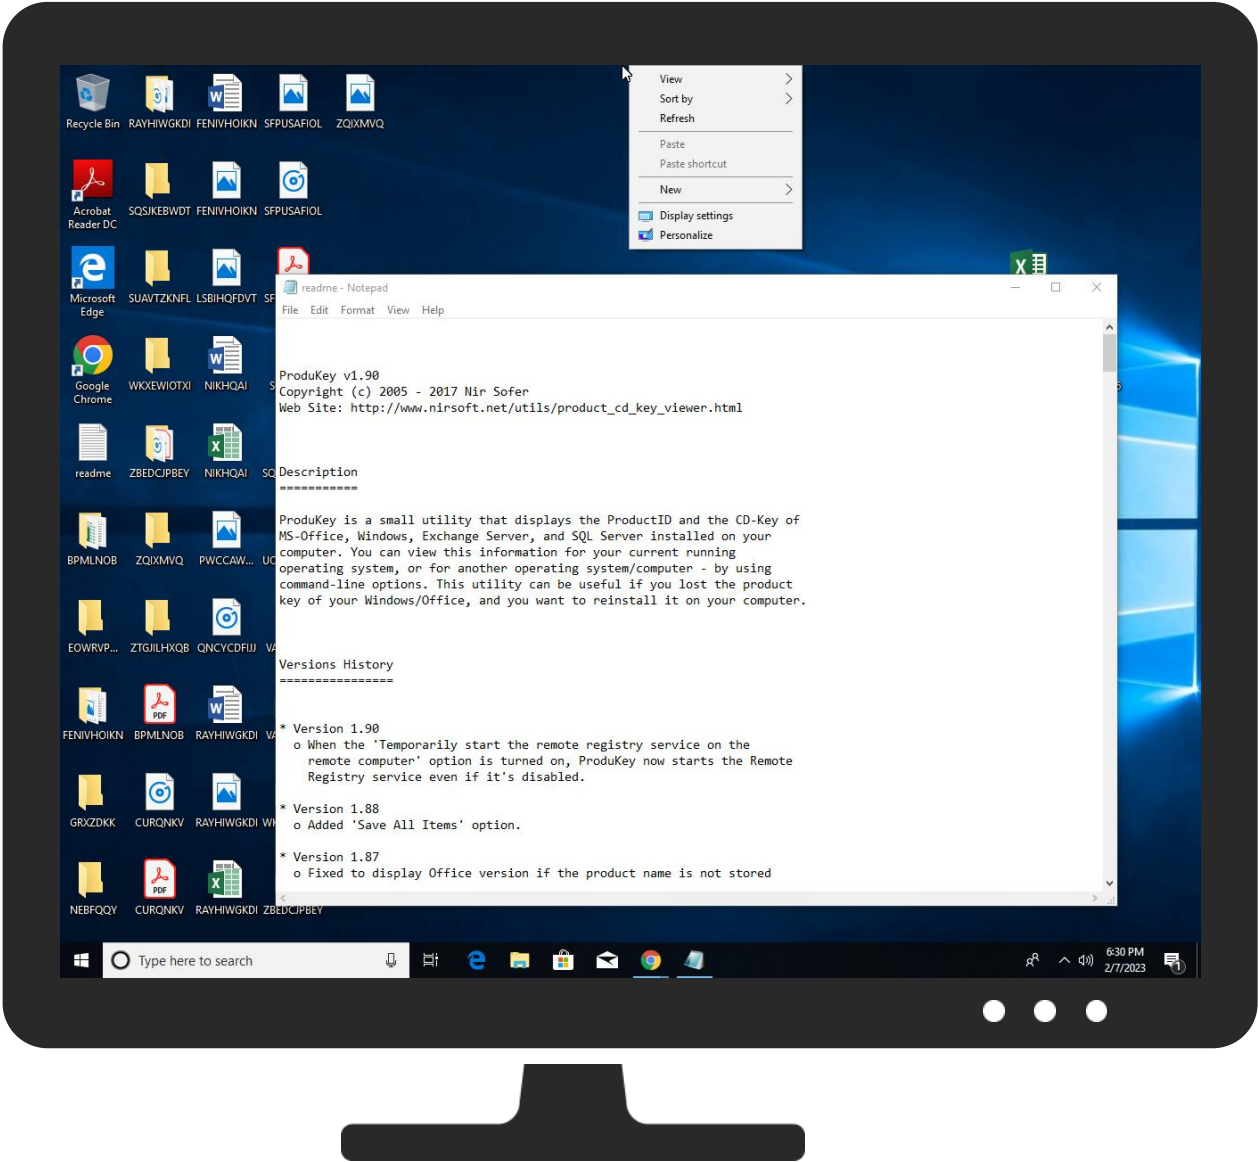 Recycle Bin
RAYHIWGKDI
FENIVHOIKN
SFPUSAFIOL
ZQIXMVQ
View
Sort by
Refresh
Paste
Paste shortcut
New
Display settings
Personalize
Acrobat
Reader DC
SQSJKEBWDT
FENIVHOIKN
SFPUSAFIOL
Microsoft
Edge
SUAVTZKNFL
LSBIHQFDVT
SF
Google
Chrome
WKXEWIOTXI
NIKHQAI
S
readme
ZBEDCJPBEY
NIKHQAI
SQ
BPMLNOB
ZQIXMVQ
PWCCAW...
UO
EOWRVP...
ZTGJILHXQB
QNCYCDFIJJ
VA
FENIVHOIKN
PDF
BPMLNOB
RAYHIWGKDI
VA
GRXZDKK
CURQNKV
RAYHIWGKDI
WK
NEBFQQY
PDF
CURQNKV
RAYHIWGKDI
ZBEDCJPBEY
readme - Notepad
File Edit Format View Help
ProduKey v1.90
Copyright (c) 2005 - 2017 Nir Sofer
Web Site: http://www.nirsoft.net/utils/product_cd_key_viewer.html
Description
===========
ProduKey is a small utility that displays the ProductID and the CD-Key of
MS-Office, Windows, Exchange Server, and SQL Server installed on your
computer. You can view this information for your current running
operating system, or for another operating system/computer - by using
command-line options. This utility can be useful if you lost the product
key of your Windows/Office, and you want to reinstall it on your computer.
Versions History
================
* Version 1.90
o When the 'Temporarily start the remote registry service on the
remote computer' option is turned on, ProduKey now starts the Remote
Registry service even if it's disabled.
* Version 1.88
o Added 'Save All Items' option.
* Version 1.87
o Fixed to display Office version if the product name is not stored
Type here to search
6:30 PM
2/7/2023
1